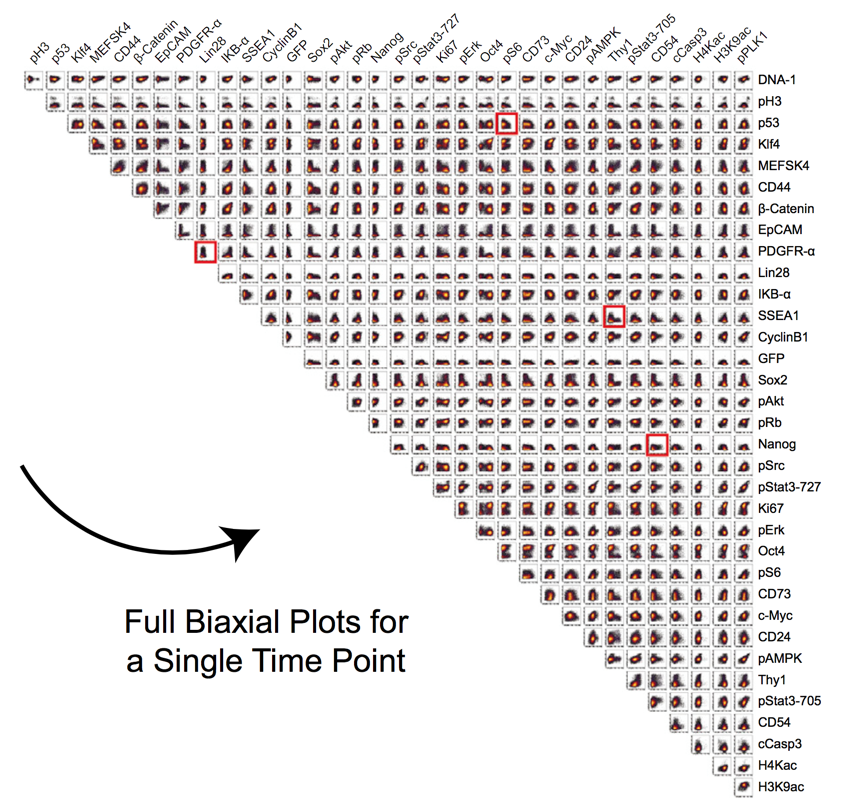 pH3
p53
Klf4
MEFSK4
CD44
β-Catenin
EpCAM
PDGFR-α
Lin28
IKB-α
SSEA1
CyclinB1
GFP
Sox2
pAkt
pRb
Nanog
pSrc
pStat3-727
Ki67
pErk
Oct4
pS6
CD73
c-Myc
CD24
pAMPK
Thy1
pStat3-705
CD54
cCasp3
H4Kac
H3K9ac
pPLK1
DNA-1
pH3
p53
Klf4
MEFSK4
CD44
β-Catenin
EpCAM
PDGFR-α
Lin28
IKB-α
SSEA1
CyclinB1
GFP
Sox2
pAkt
pRb
Nanog
pSrc
pStat3-727
Ki67
pErk
Oct4
pS6
CD73
c-Myc
CD24
pAMPK
Thy1
pStat3-705
CD54
cCasp3
H4Kac
H3K9ac
Full Biaxial Plots for
a Single Time Point